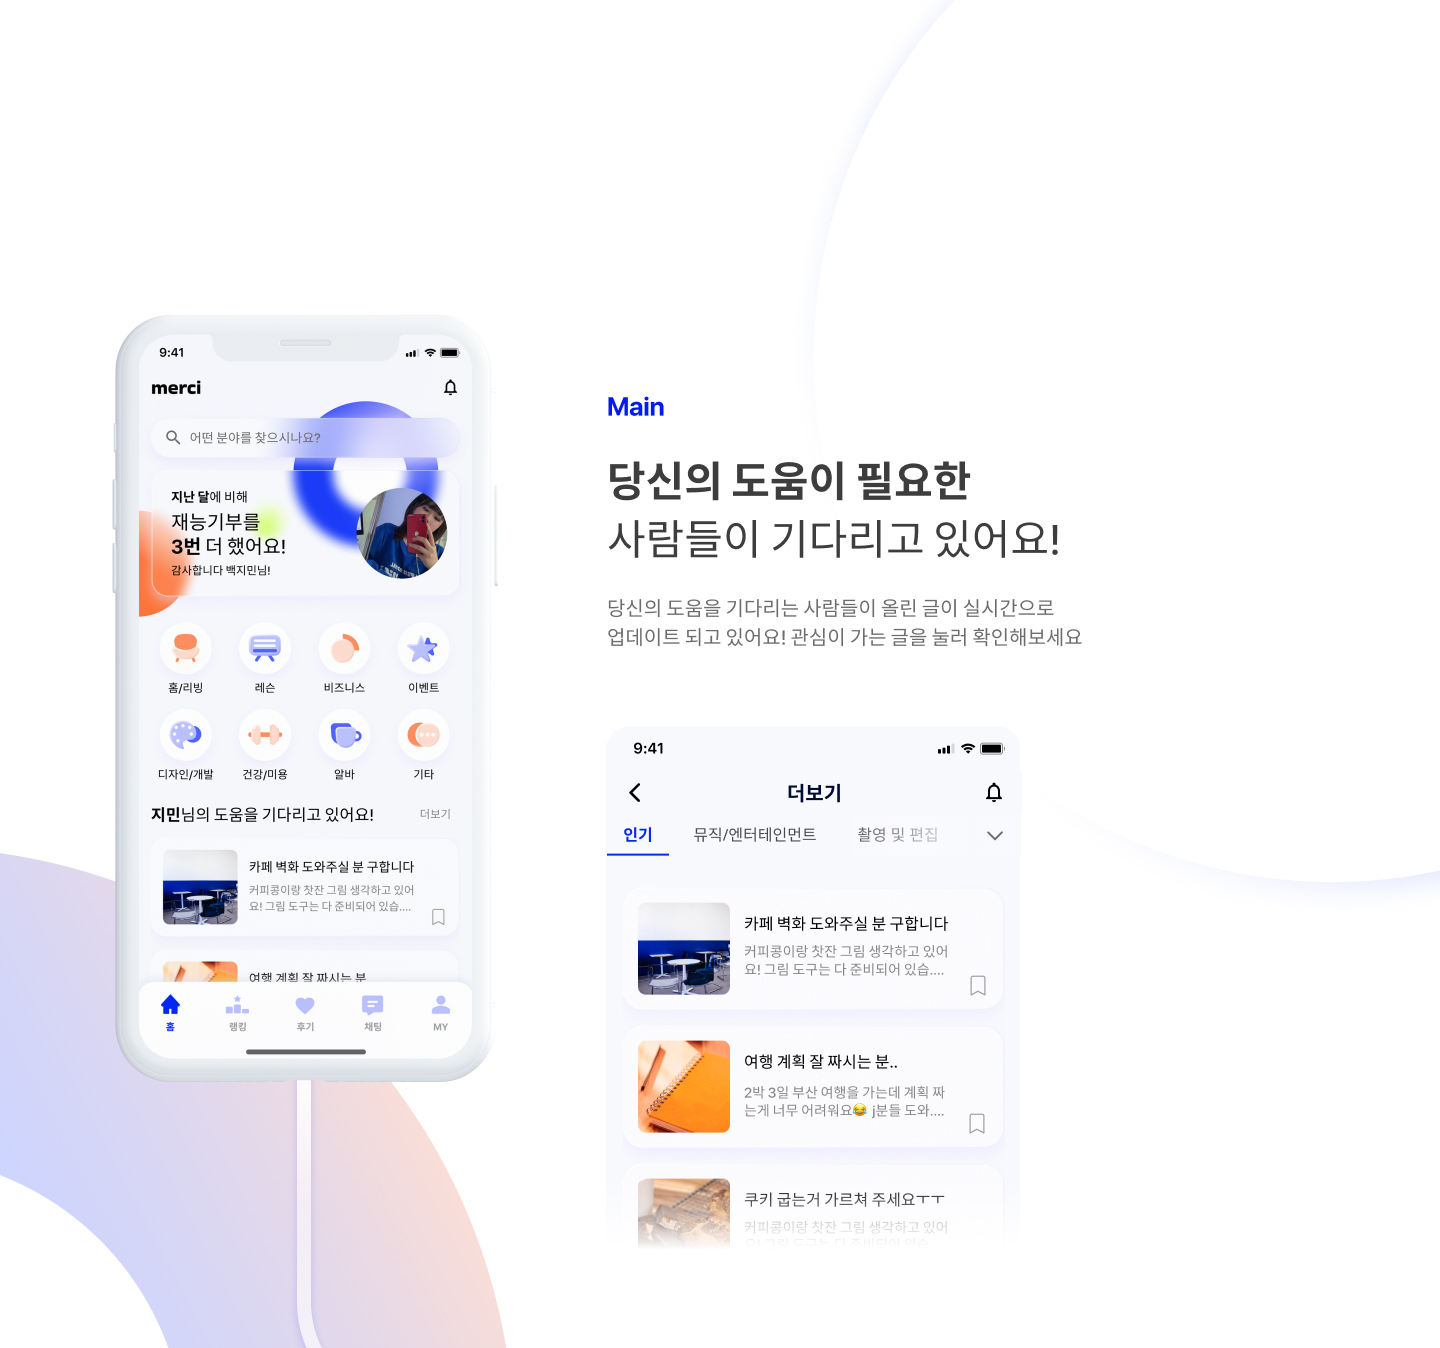 9:41
merci
어떤 분야를 찾으시나요?
지난 달에 비해
재능기부를
3번 더 했어요!
감사합니다 백지민님!
홈/리빙
레슨
비즈니스
이벤트
디자인/개발
건강/미용
알바
기타
지민님의 도움을 기다리고 있어요!
더보기
카페 벽화 도와주실 분 구합니다
커피콩이랑 찻잔 그림 생각하고 있어
요! 그림 도구는 다 준비되어 있습....
여행 계획 잘 짜시는 분
홈
랭킹
후기
채팅
MY
Main
당신의 도움이 필요한
사람들이 기다리고 있어요!
당신의 도움을 기다리는 사람들이 올린 글이 실시간으로
업데이트 되고 있어요! 관심이 가는 글을 눌러 확인해보세요
9:41
더보기
인기
뮤직/엔터테인먼트
촬영 및 편집
카페 벽화 도와주실 분 구합니다
커피콩이랑 찻잔 그림 생각하고 있어
요! 그림 도구는 다 준비되어 있습....
여행 계획 잘 짜시는 분..
2박 3일 부산 여행을 가는데 계획 짜
는게 너무 어려워요😂 j분들 도와....
쿠키 굽는거 가르쳐 주세요ㅜㅜ
커피콩이랑 찻잔 그림 생각하고 있어
요! 그림 도구는 다 준비되어 있습